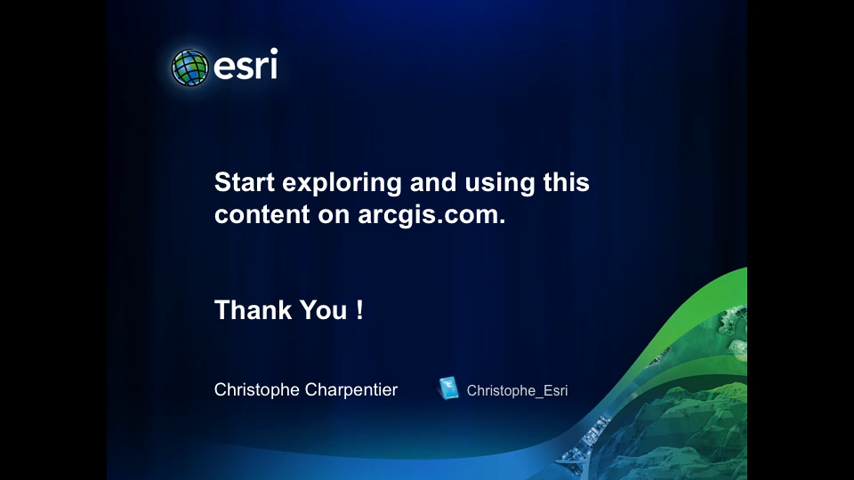 esri
Start exploring and using this
content on arcgis.com.
Thank You !
Christophe Charpentier
Christophe_Esri